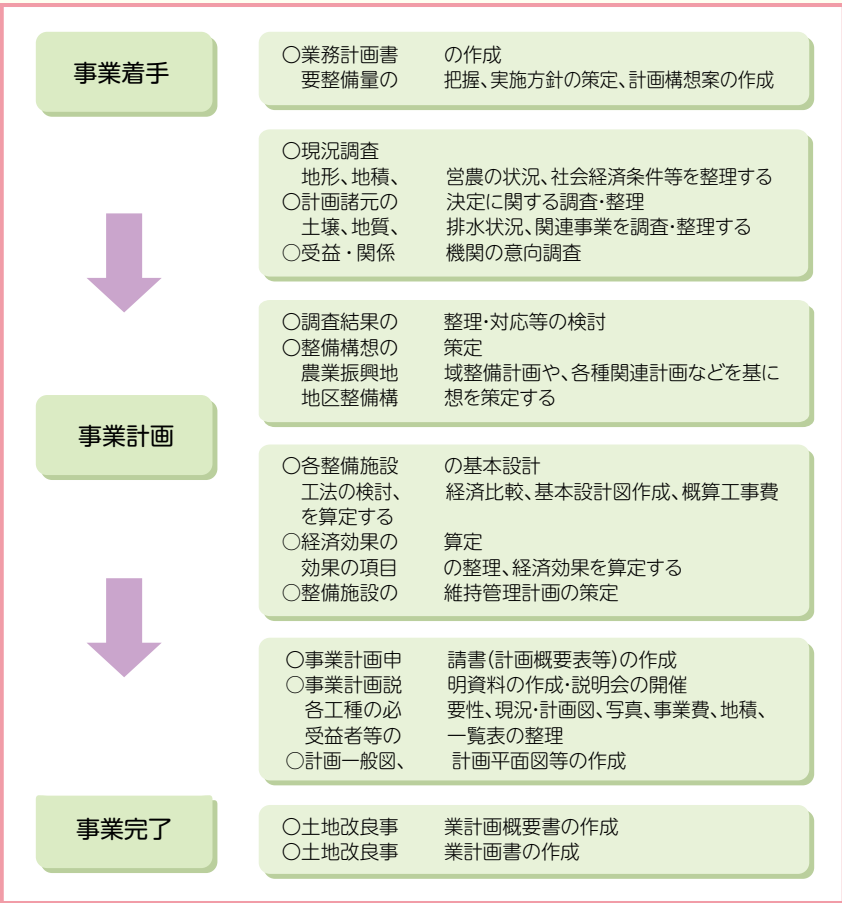 事業着手
〇業務計画書 の作成
要整備量の 把握、実施方針の策定、計画構想案の作成
〇現況調査
地形、地積、 営農の状況、社会経済条件等を整理する
〇計画諸元の 決定に関する調査・整理
土壌、地質、 排水状況、関連事業を調査・整理する
〇受益・関係 機関の意向調査
〇調査結果の 整理・対応等の検討
〇整備構想の 策定
農業振興地 域整備計画や、各種関連計画などを基に
地区整備構 想を策定する
事業計画
〇各整備施設 の基本設計
工法の検討、 経済比較、基本設計図作成、概算工事費
を算定する
〇経済効果の 算定
効果の項目 の整理、経済効果を算定する
〇整備施設の 維持管理計画の策定
〇事業計画申 請書(計画概要表等)の作成
〇事業計画説 明資料の作成・説明会の開催
各工種の必 要性、現況・計画図、写真、事業費、地積、
受益者等の 一覧表の整理
〇計画一般図、 計画平面図等の作成
事業完了
〇土地改良事 業計画概要書の作成
〇土地改良事 業計画書の作成